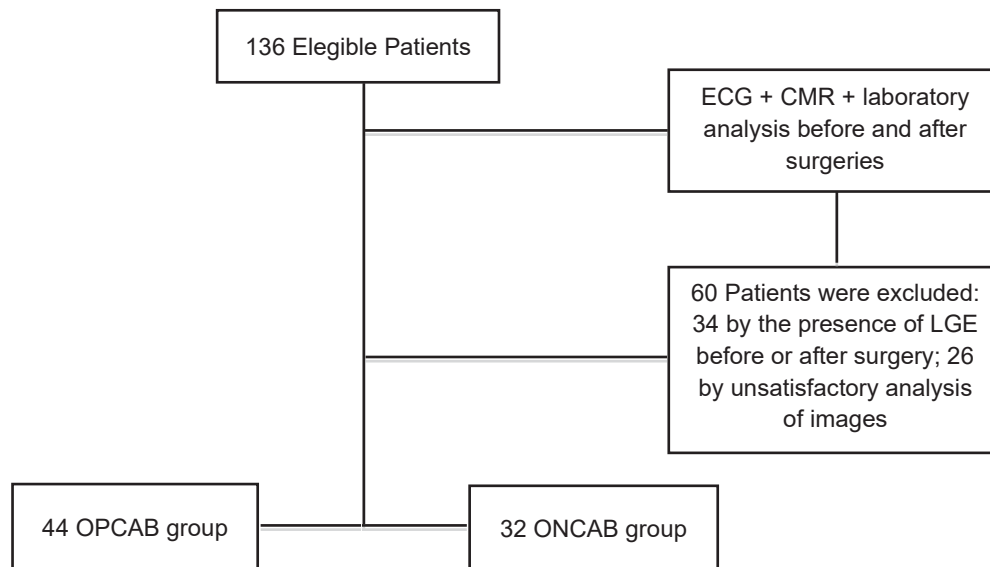 136 Elegible Patients
ECG + CMR + laboratory
analysis before and after
surgeries
60 Patients were excluded:
34 by the presence of LGE
before or after surgery; 26
by unsatisfactory analysis
of images
44 OPCAB group
32 ONCAB group